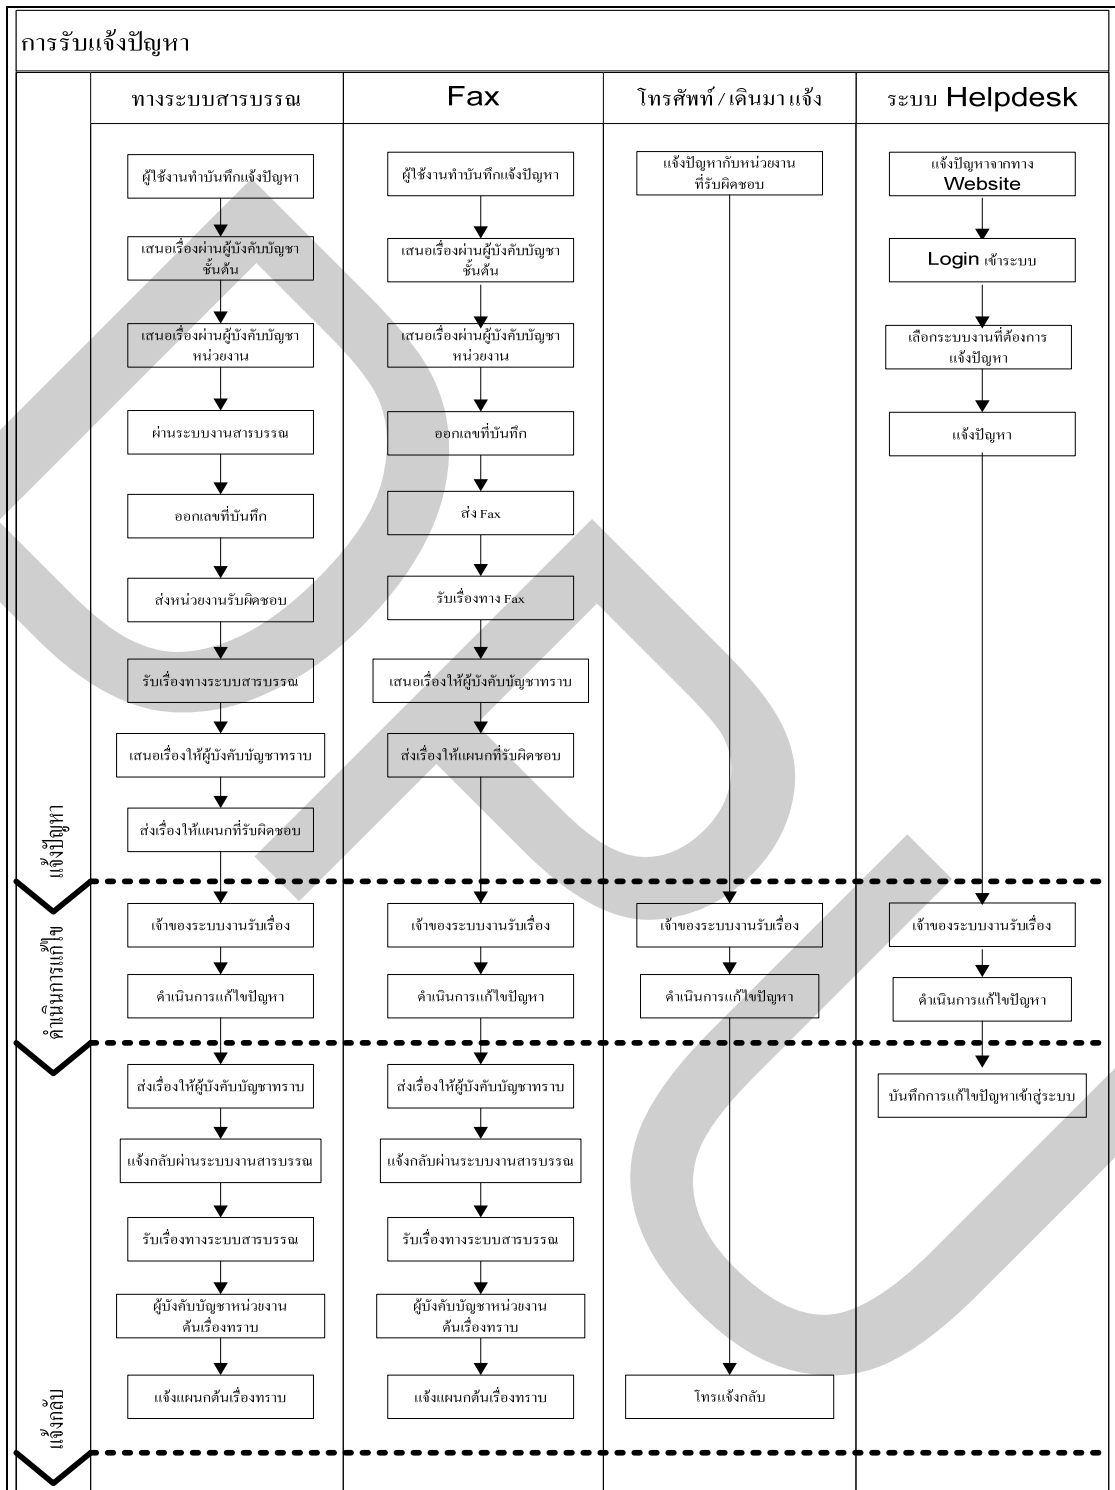 การรับแจ้งปัญหา
ทางระบบสารบรรณ
Fax
โทรศัพท์ / เดินมา แจ้ง
ระบบ Helpdesk
แจ้งปัญหา
ดำเนินการแก้ไข
แจ้งกลับ
ผู้ใช้งานทำบันทึกแจ้งปัญหา
เสนอเรื่องผ่านผู้บังคับบัญชา
ชั้นต้น
เสนอเรื่องผ่านผู้บังคับบัญชา
หน่วยงาน
ผ่านระบบงานสารบรรณ
ออกเลขที่บันทึก
ส่งหน่วยงานรับผิดชอบ
รับเรื่องทางระบบสารบรรณ
เสนอเรื่องให้ผู้บังคับบัญชาทราบ
ส่งเรื่องให้แผนกที่รับผิดชอบ
เจ้าของระบบงานรับเรื่อง
ดำเนินการแก้ไขปัญหา
ส่งเรื่องให้ผู้บังคับบัญชาทราบ
แจ้งกลับผ่านระบบงานสารบรรณ
รับเรื่องทางระบบสารบรรณ
ผู้บังคับบัญชาหน่วยงาน
ต้นเรื่องทราบ
แจ้งแผนกต้นเรื่องทราบ
ผู้ใช้งานทำบันทึกแจ้งปัญหา
เสนอเรื่องผ่านผู้บังคับบัญชา
ชั้นต้น
เสนอเรื่องผ่านผู้บังคับบัญชา
หน่วยงาน
ออกเลขที่บันทึก
ส่ง Fax
รับเรื่องทาง Fax
เสนอเรื่องให้ผู้บังคับบัญชาทราบ
ส่งเรื่องให้แผนกที่รับผิดชอบ
เจ้าของระบบงานรับเรื่อง
ดำเนินการแก้ไขปัญหา
ส่งเรื่องให้ผู้บังคับบัญชาทราบ
แจ้งกลับผ่านระบบงานสารบรรณ
รับเรื่องทางระบบสารบรรณ
ผู้บังคับบัญชาหน่วยงาน
ต้นเรื่องทราบ
แจ้งแผนกต้นเรื่องทราบ
แจ้งปัญหากับหน่วยงาน
ที่รับผิดชอบ
เจ้าของระบบงานรับเรื่อง
ดำเนินการแก้ไขปัญหา
โทรแจ้งกลับ
แจ้งปัญหาจากทาง
Website
Login เข้าระบบ
เลือกระบบงานที่ต้องการ
แจ้งปัญหา
แจ้งปัญหา
เจ้าของระบบงานรับเรื่อง
ดำเนินการแก้ไขปัญหา
บันทึกการแก้ไขปัญหาเข้าสู่ระบบ
DPU